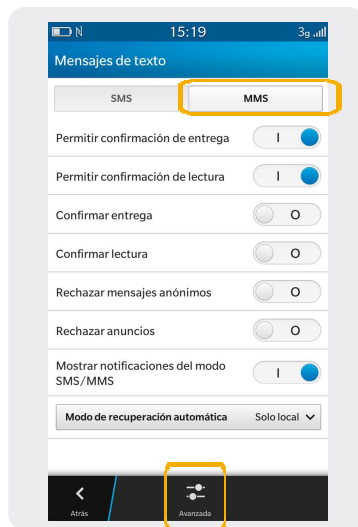 15:19
3g
Mensajes de texto
SMS
MMS
Permitir confirmación de entrega
I
Permitir confirmación de lectura
I
Confirmar entrega
O
Confirmar lectura
O
Rechazar mensajes anónimos
O
Rechazar anuncios
O
Mostrar notificaciones del modo
SMS/MMS
I
Modo de recuperación automática
Solo local
Atrás
Avanzada